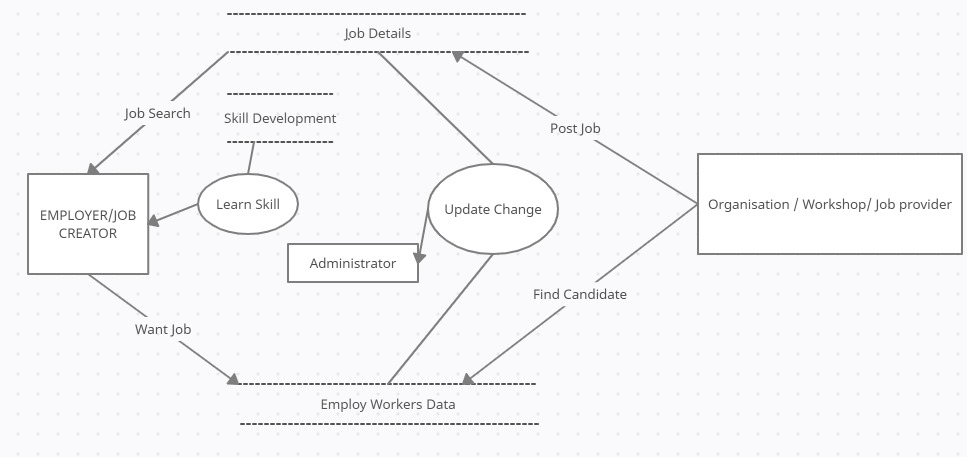 Job Details
Job Search
Skill Development
Post Job
Learn Skill
Update Change
Organisation / Workshop/ Job provider
EMPLOYER/JOB
CREATOR
Administrator
Find Candidate
Want Job
Employ Workers Data